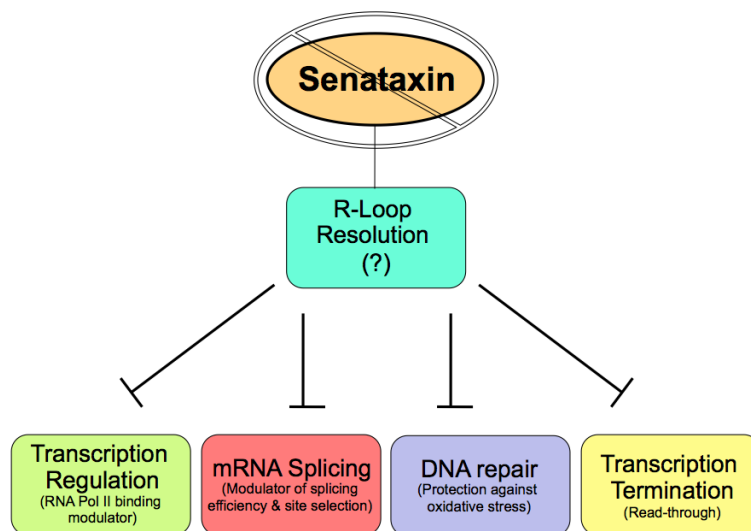 Senataxin
R-Loop
Resolution
(?)
Transcription
Regulation
(RNA Pol II binding
modulator)
mRNA Splicing
(Modulator of splicing
efficiency & site selection)
DNA repair
(Protection against
oxidative stress)
Transcription
Termination
(Read-through)